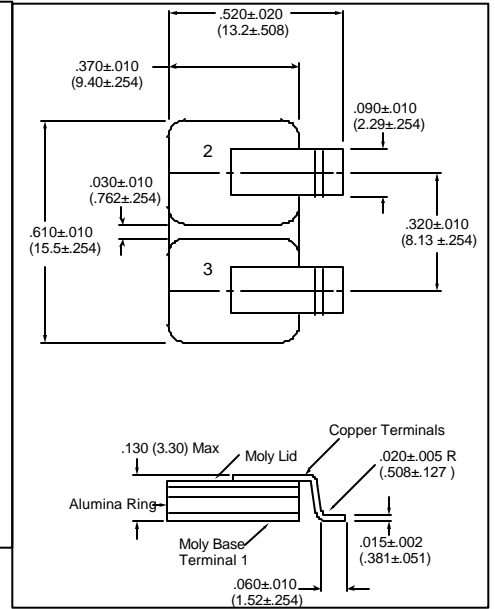 .520±.020
(13.2±.508)
.370±.010
(9.40±.254)
.090±.010
(2.29±.254)
2
.030±.010
(.762±.254)
.320±.010
(8.13 ±.254)
.610±.010
(15.5±.254)
3
Copper Terminals
.130 (3.30) Max
Moly Lid
.020±.005 R
(.508±.127 )
Alumina Ring
Moly Base
Terminal 1
.015±.002
(.381±.051)
.060±.010
(1.52±.254)